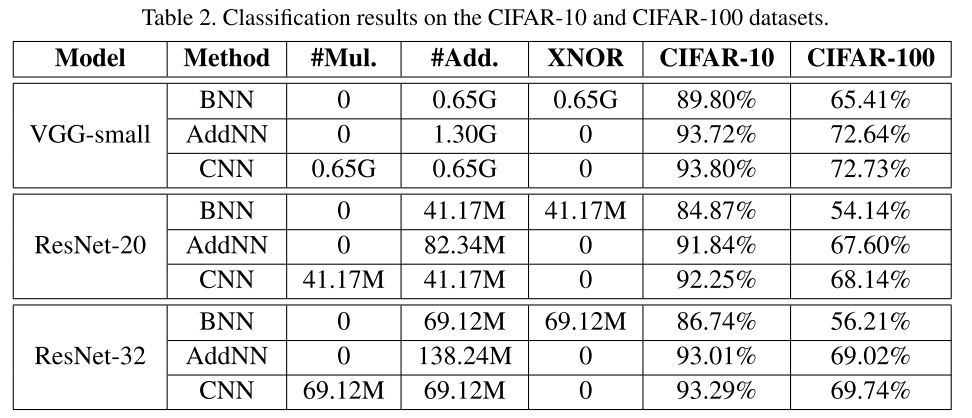 Table 2. Classification results on the CIFAR-10 and CIFAR-100 datasets.
Model Method #Mul. #Add. XNOR CIFAR-10 CIFAR-100
BNN 0 0.65G 0.65G 89.80% 65.41%
VGG-small AddNN 0 1.30G 0 93.72% 72.64%
CNN 0.65G 0.65G 0 93.80% 72.73%
BNN 0 41.17M 41.17M 84.87% 54.14%
ResNet-20 AddNN 0 82.34M 0 91.84% 67.60%
CNN 41.17M 41.17M 0 92.25% 68.14%
BNN 0 69.12M 69.12M 86.74% 56.21%
ResNet-32 AddNN 0 138.24M 0 93.01% 69.02%
CNN 69.12M 69.12M 0 93.29% 69.74%